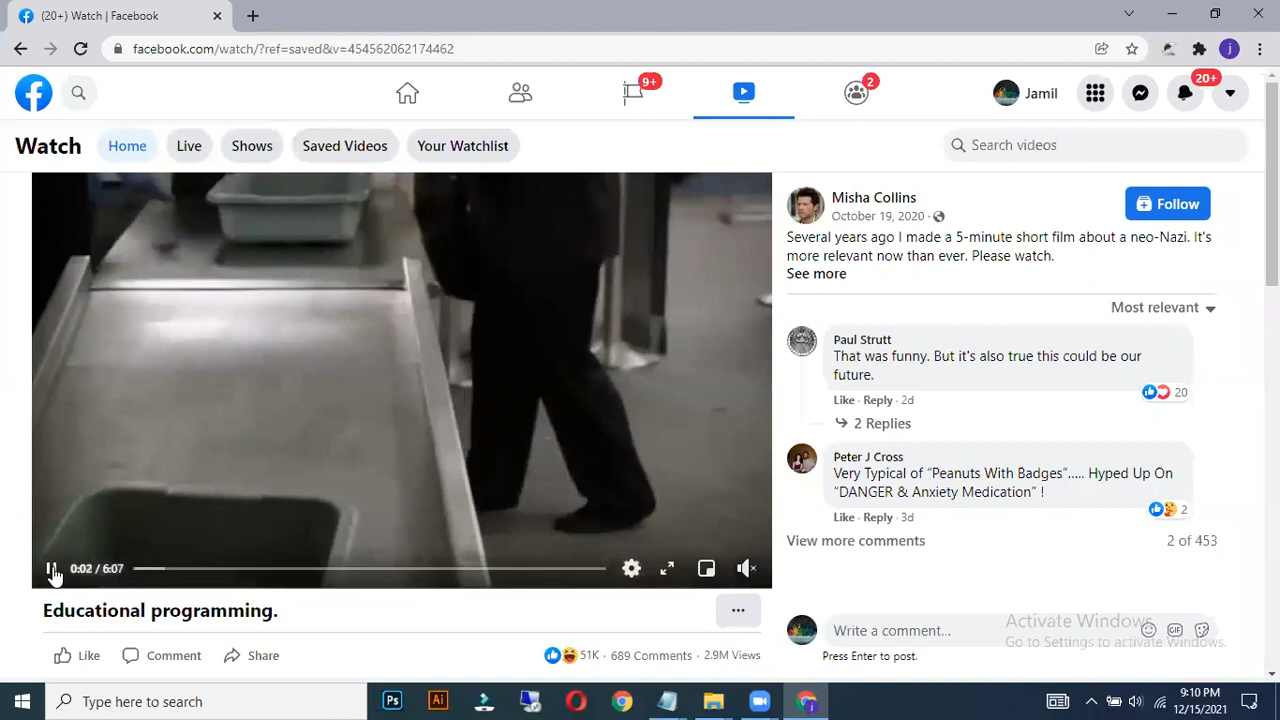 (20+) Watch | Facebook
facebook.com/watch/?ref=saved&v=454562062174462
9+
2
Jamil
20+
Watch
Home
Live
Shows
Saved Videos
Your Watchlist
Search videos
Misha Collins
October 19, 2020 ·
Follow
Several years ago I made a 5-minute short film about a neo-Nazi. It's
more relevant now than ever. Please watch.
See more
Most relevant
Paul Strutt
That was funny. But it's also true this could be our
future.
20
Like · Reply · 2d
2 Replies
Peter J Cross
Very Typical of “Peanuts With Badges”..... Hyped Up On
“DANGER & Anxiety Medication” !
2
Like · Reply · 3d
View more comments
2 of 453
0:02 / 6:07
Educational programming.
...
Like
Comment
Share
51K · 689 Comments · 2.9M Views
Write a comment...
GIF
Press Enter to post.
Activate Windows
Go to Settings to activate Windows.
Type here to search
Ps
Ai
9:10 PM
12/15/2021